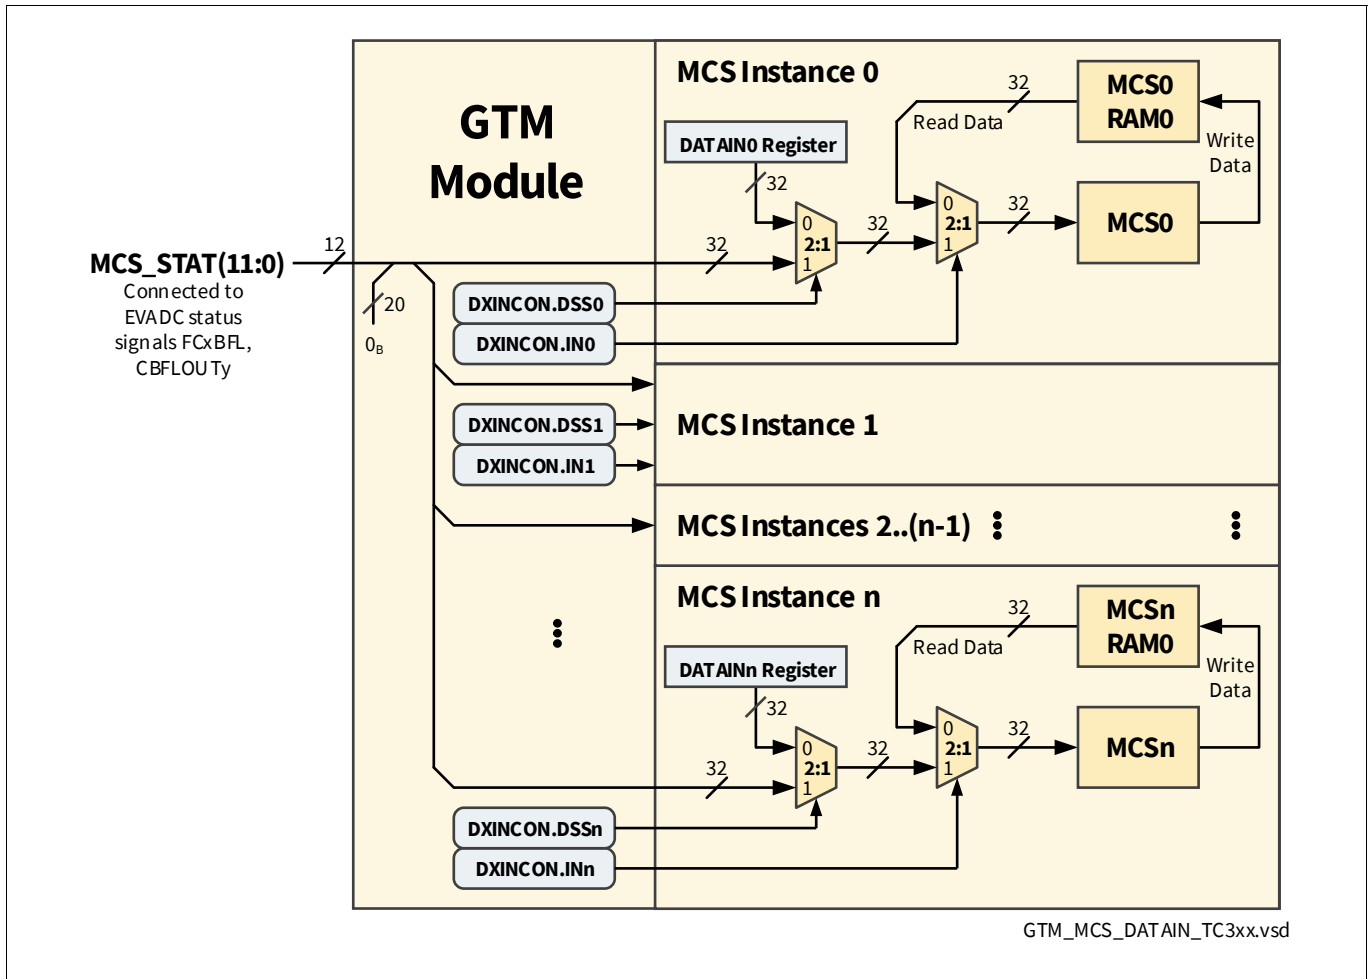 GTM
Module
MCS Instance 0
32
Read Data
MCS0
RAM0
Write
Data
DATAIN0 Register
32
0
2:1
1
32
0
2:1
1
32
MCS0
MCS_STAT(11:0)
12
32
Connected to
EVADC status
signals FCxBFL,
CBFLOUTy
20
0B
DXINCON.DSS0
DXINCON.IN0
MCS Instance 1
DXINCON.DSS1
DXINCON.IN1
MCS Instances 2..(n-1)
MCS Instance n
32
Read Data
MCSn
RAM0
Write
Data
DATAINn Register
32
0
2:1
1
32
0
2:1
1
32
MCSn
32
DXINCON.DSSn
DXINCON.INn
GTM_MCS_DATAIN_TC3xx.vsd